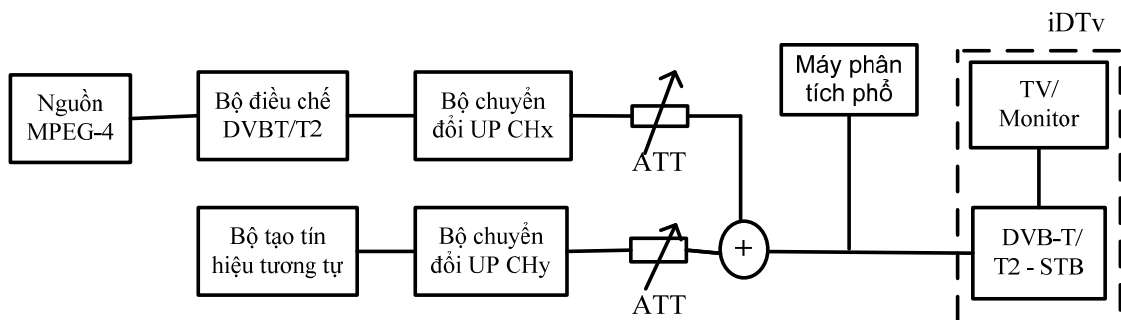 iDTv
Nguồn
MPEG-4
Bộ điều chế
DVBT/T2
Bộ chuyển
đổi UP CHx
ATT
Máy phân
tích phổ
TV/
Monitor
Bộ tạo tín
hiệu tương tự
Bộ chuyển
đổi UP CHy
ATT
+
DVB-T/
T2 - STB